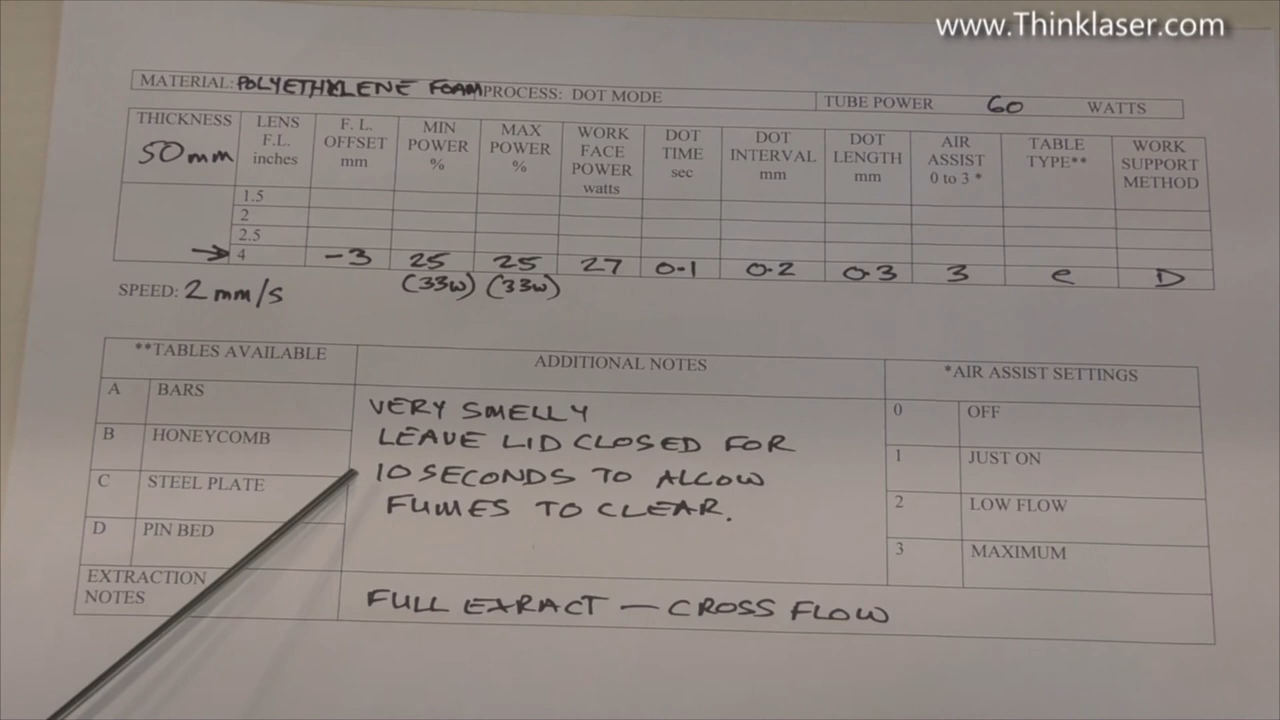 www.Thinklaser.com
MATERIAL: POLYETHYLENE FOAM PROCESS: DOT MODE TUBE POWER 60 WATTS
THICKNESS LENS F.L. inches F. L. OFFSET mm MIN POWER % MAX POWER % WORK FACE POWER watts DOT TIME sec DOT INTERVAL mm DOT LENGTH mm AIR ASSIST 0 to 3 * TABLE TYPE** WORK SUPPORT METHOD
50mm
1.5
2
2.5
→ 4 -3 25 25 27 0.1 0.2 0.3 3 e D
(33w) (33w)
SPEED: 2 mm/s
**TABLES AVAILABLE ADDITIONAL NOTES *AIR ASSIST SETTINGS
A BARS VERY SMELLY 0 OFF
B HONEYCOMB LEAVE LID CLOSED FOR 1 JUST ON
C STEEL PLATE 10 SECONDS TO ALLOW 2 LOW FLOW
D PIN BED FUMES TO CLEAR. 3 MAXIMUM
EXTRACTION NOTES FULL EXRACT — CROSS FLOW